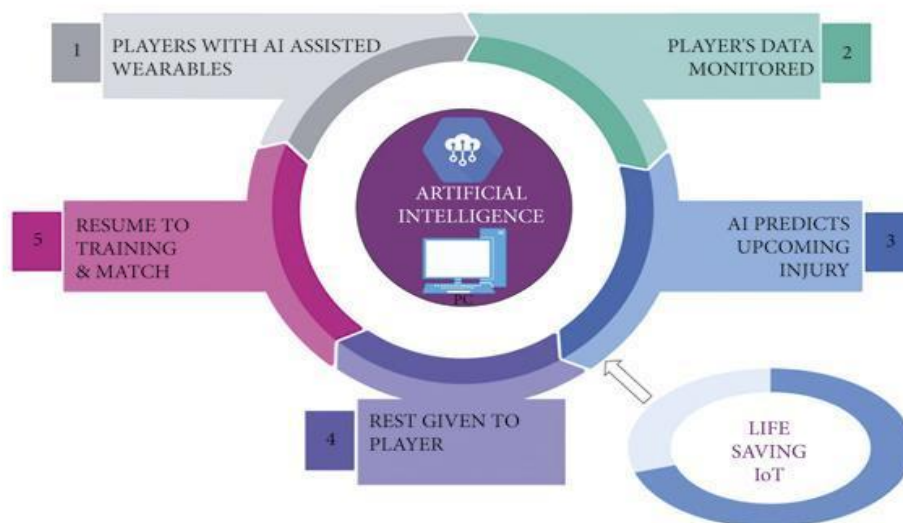 1
PLAYERS WITH AI ASSISTED
WEARABLES
PLAYER'S DATA
MONITORED
2
ARTIFICIAL
INTELLIGENCE
PC
AI PREDICTS
UPCOMING
INJURY
3
5
RESUME TO
TRAINING
& MATCH
4
REST GIVEN TO
PLAYER
LIFE
SAVING
IoT